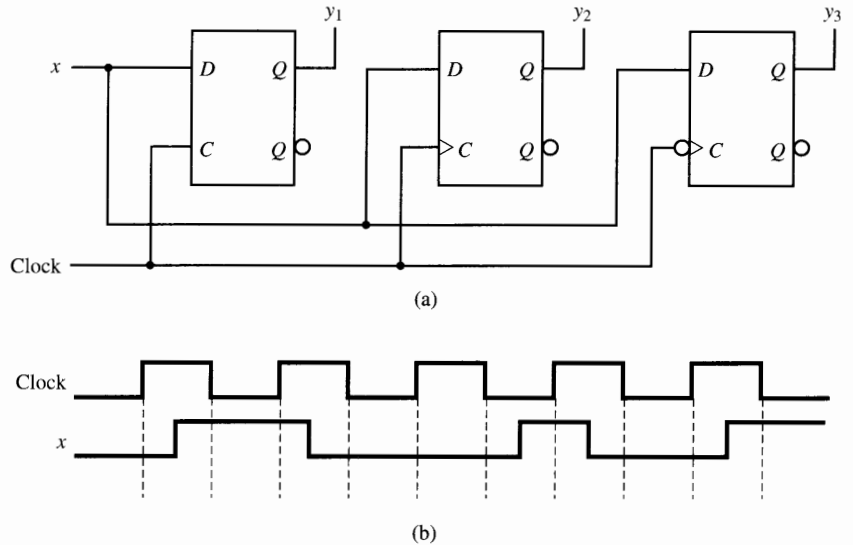 y1 y2 y3
x D Q D Q D Q
C Q C Q C Q
Clock
(a)
Clock
x
(b)